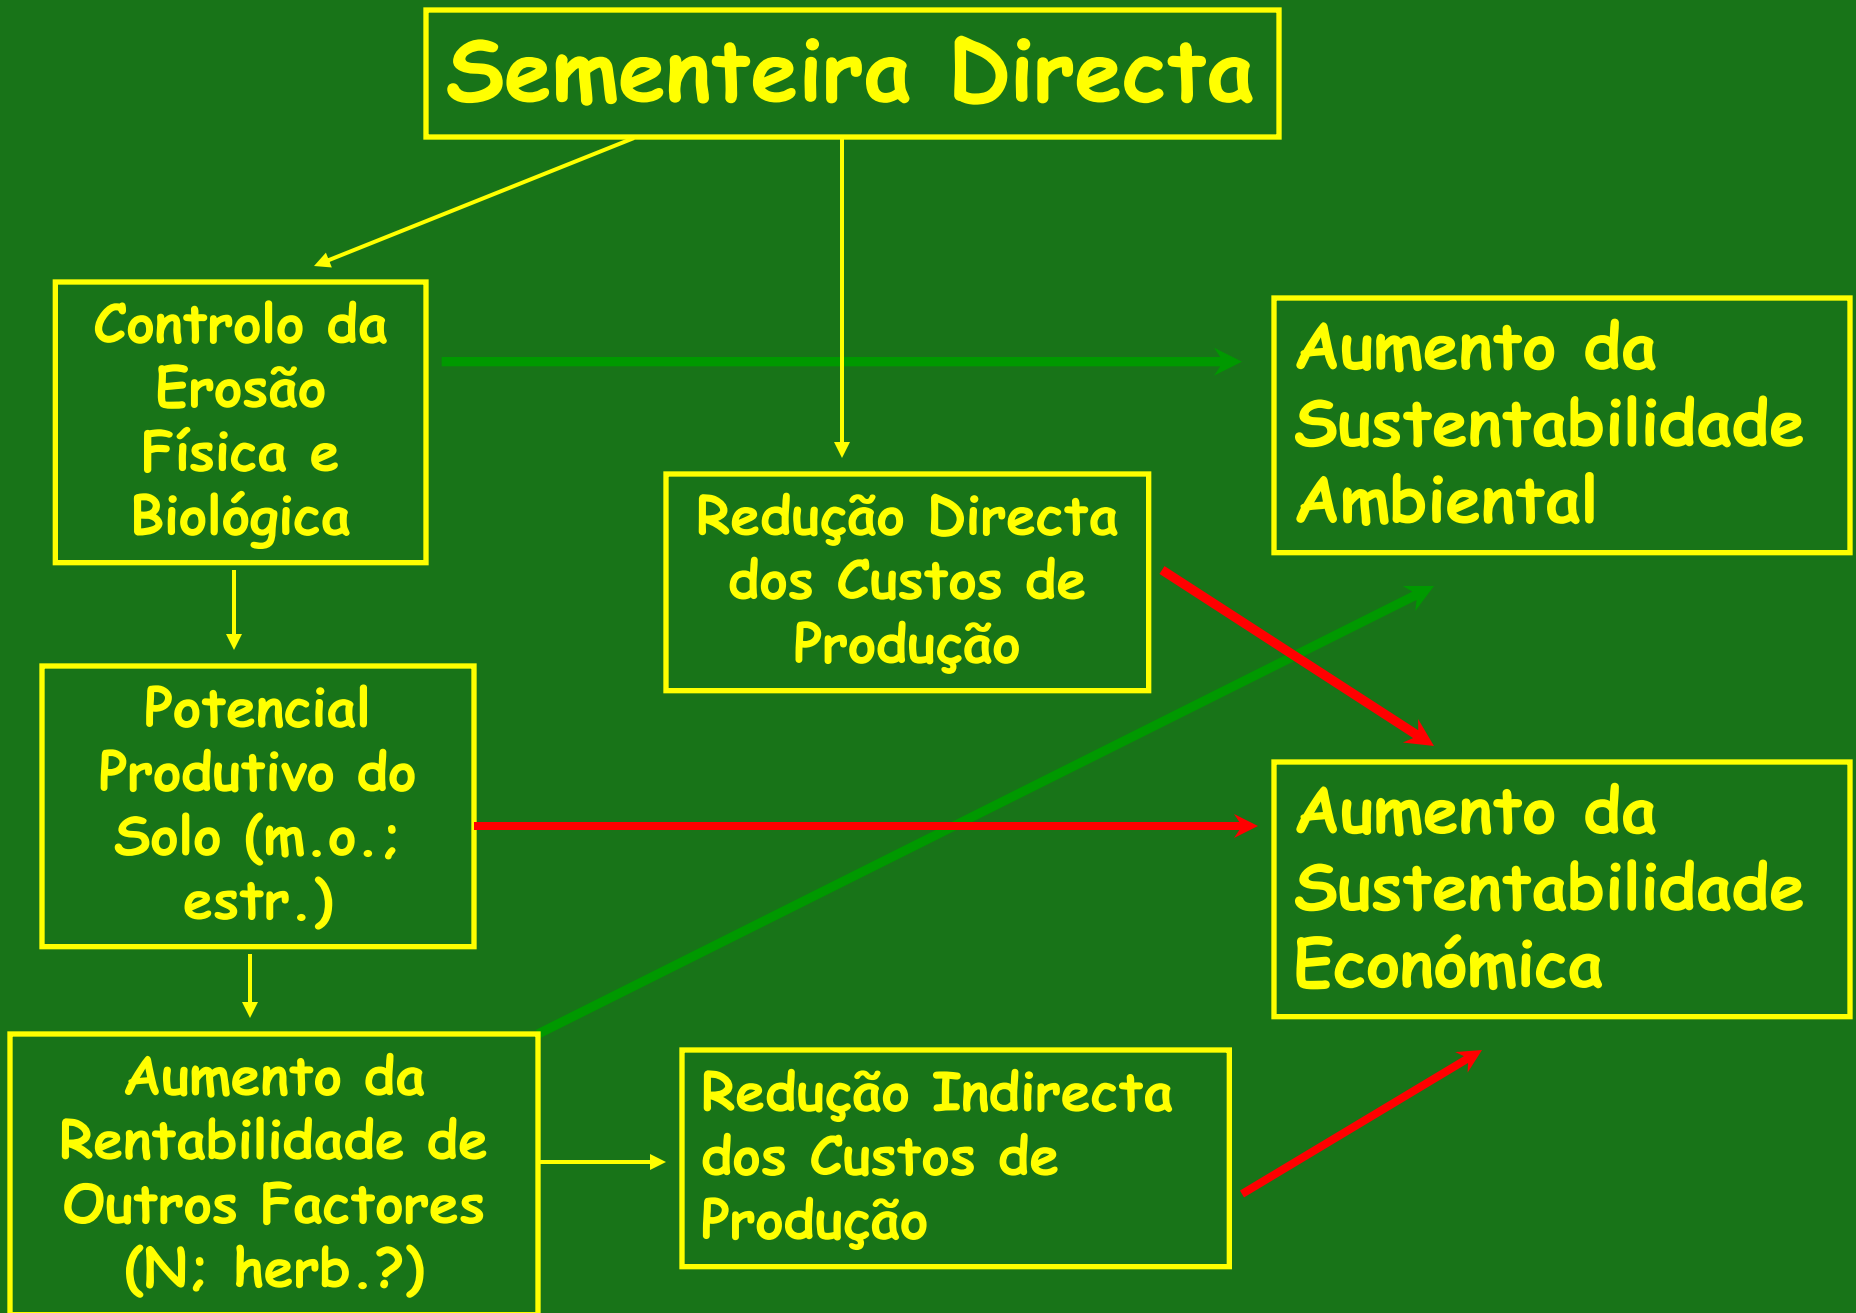 Sementeira Directa
Controlo da
Erosão
Física e
Biológica
Aumento da
Sustentabilidade
Ambiental
Redução Directa
dos Custos de
Produção
Potencial
Produtivo do
Solo (m.o.;
estr.)
Aumento da
Sustentabilidade
Económica
Aumento da
Rentabilidade de
Outros Factores
(N; herb.?)
Redução Indirecta
dos Custos de
Produção